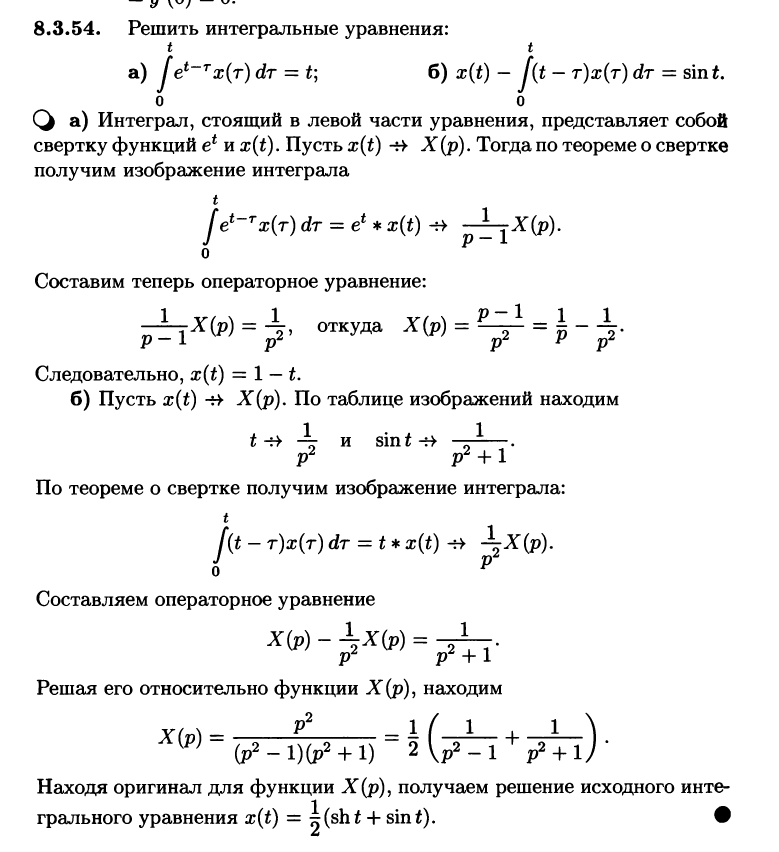 = y′(0) = 0.
8.3.54. Решить интегральные уравнения:
а) ∫₀ᵗ e^{t−τ}x(τ) dτ = t; б) x(t) − ∫₀ᵗ (t − τ)x(τ) dτ = sin t.
а) Интеграл, стоящий в левой части уравнения, представляет собой
свертку функций eᵗ и x(t). Пусть x(t) ⊶ X(p). Тогда по теореме о свертке
получим изображение интеграла
∫₀ᵗ e^{t−τ}x(τ) dτ = eᵗ * x(t) ⊶ 1/(p − 1) X(p).
Составим теперь операторное уравнение:
1/(p − 1) X(p) = 1/p², откуда X(p) = (p − 1)/p² = 1/p − 1/p².
Следовательно, x(t) = 1 − t.
б) Пусть x(t) ⊶ X(p). По таблице изображений находим
t ⊶ 1/p² и sin t ⊶ 1/(p² + 1).
По теореме о свертке получим изображение интеграла:
∫₀ᵗ (t − τ)x(τ) dτ = t * x(t) ⊶ 1/p² X(p).
Составляем операторное уравнение
X(p) − 1/p² X(p) = 1/(p² + 1).
Решая его относительно функции X(p), находим
X(p) = p²/((p² − 1)(p² + 1)) = 1/2 (1/(p² − 1) + 1/(p² + 1)).
Находя оригинал для функции X(p), получаем решение исходного инте-
грального уравнения x(t) = 1/2(sh t + sin t).